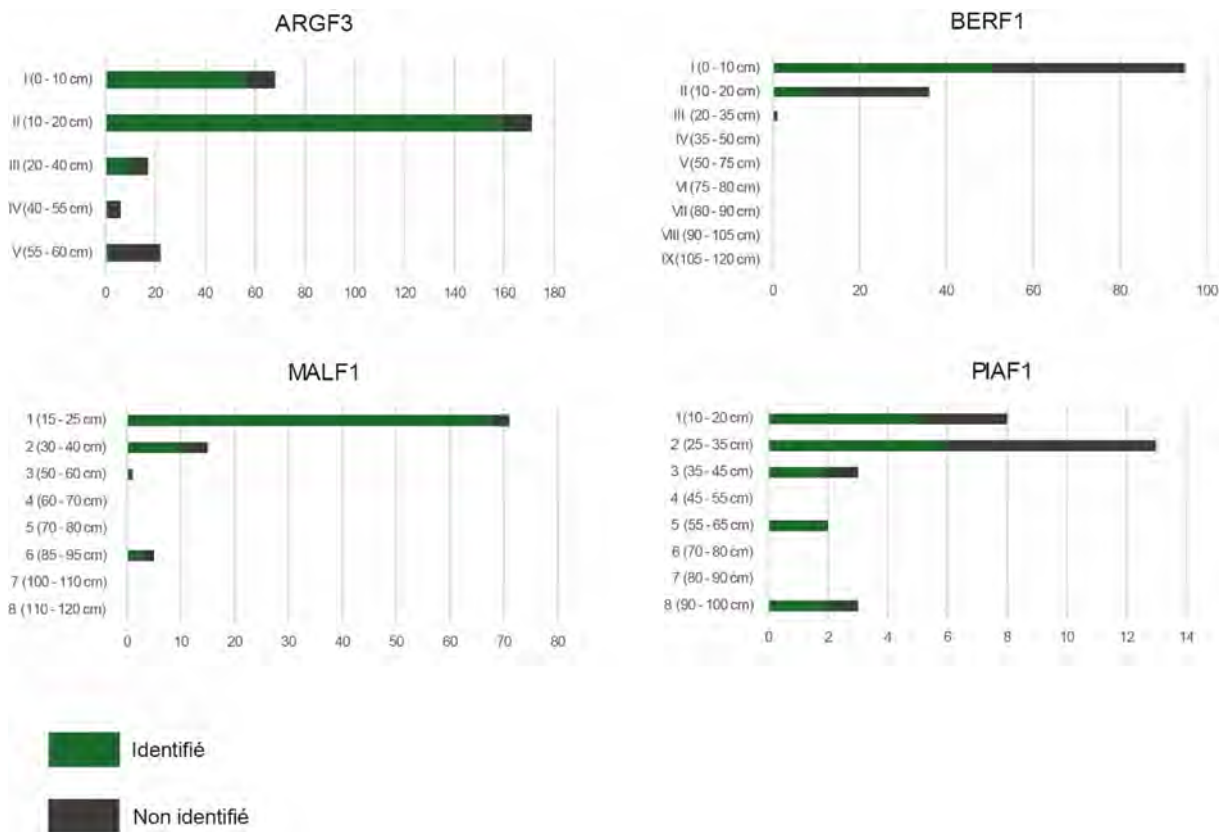 ARGF3
I (0 - 10 cm)
II (10 - 20 cm)
III (20 - 40 cm)
IV (40 - 55 cm)
V (55 - 60 cm)
0 20 40 60 80 100 120 140 160 180
BERF1
I (0 - 10 cm)
II (10 - 20 cm)
III (20 - 35 cm)
IV (35 - 50 cm)
V (50 - 75 cm)
VI (75 - 80 cm)
VII (80 - 90 cm)
VIII (90 - 105 cm)
IX (105 - 120 cm)
0 20 40 60 80 100
MALF1
1 (15 - 25 cm)
2 (30 - 40 cm)
3 (50 - 60 cm)
4 (60 - 70 cm)
5 (70 - 80 cm)
6 (85 - 95 cm)
7 (100 - 110 cm)
8 (110 - 120 cm)
0 10 20 30 40 50 60 70 80
PIAF1
1 (10 - 20 cm)
2 (25 - 35 cm)
3 (35 - 45 cm)
4 (45 - 55 cm)
5 (55 - 65 cm)
6 (70 - 80 cm)
7 (80 - 90 cm)
8 (90 - 100 cm)
0 2 4 6 8 10 12 14
Identifié
Non identifié